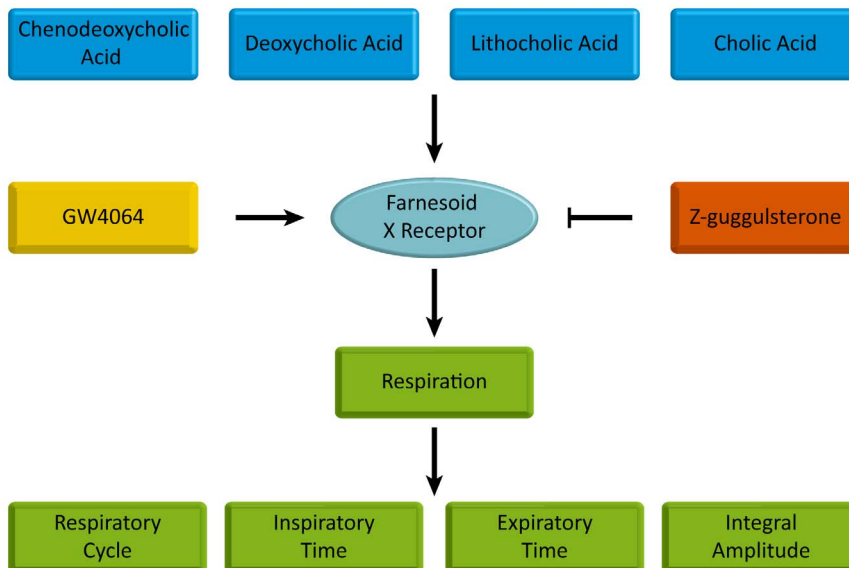 Chenodeoxycholic
Acid
Deoxycholic Acid
Lithocholic Acid
Cholic Acid
GW4064
Farnesoid
X Receptor
Z-guggulsterone
Respiration
Respiratory
Cycle
Inspiratory
Time
Expiratory
Time
Integral
Amplitude